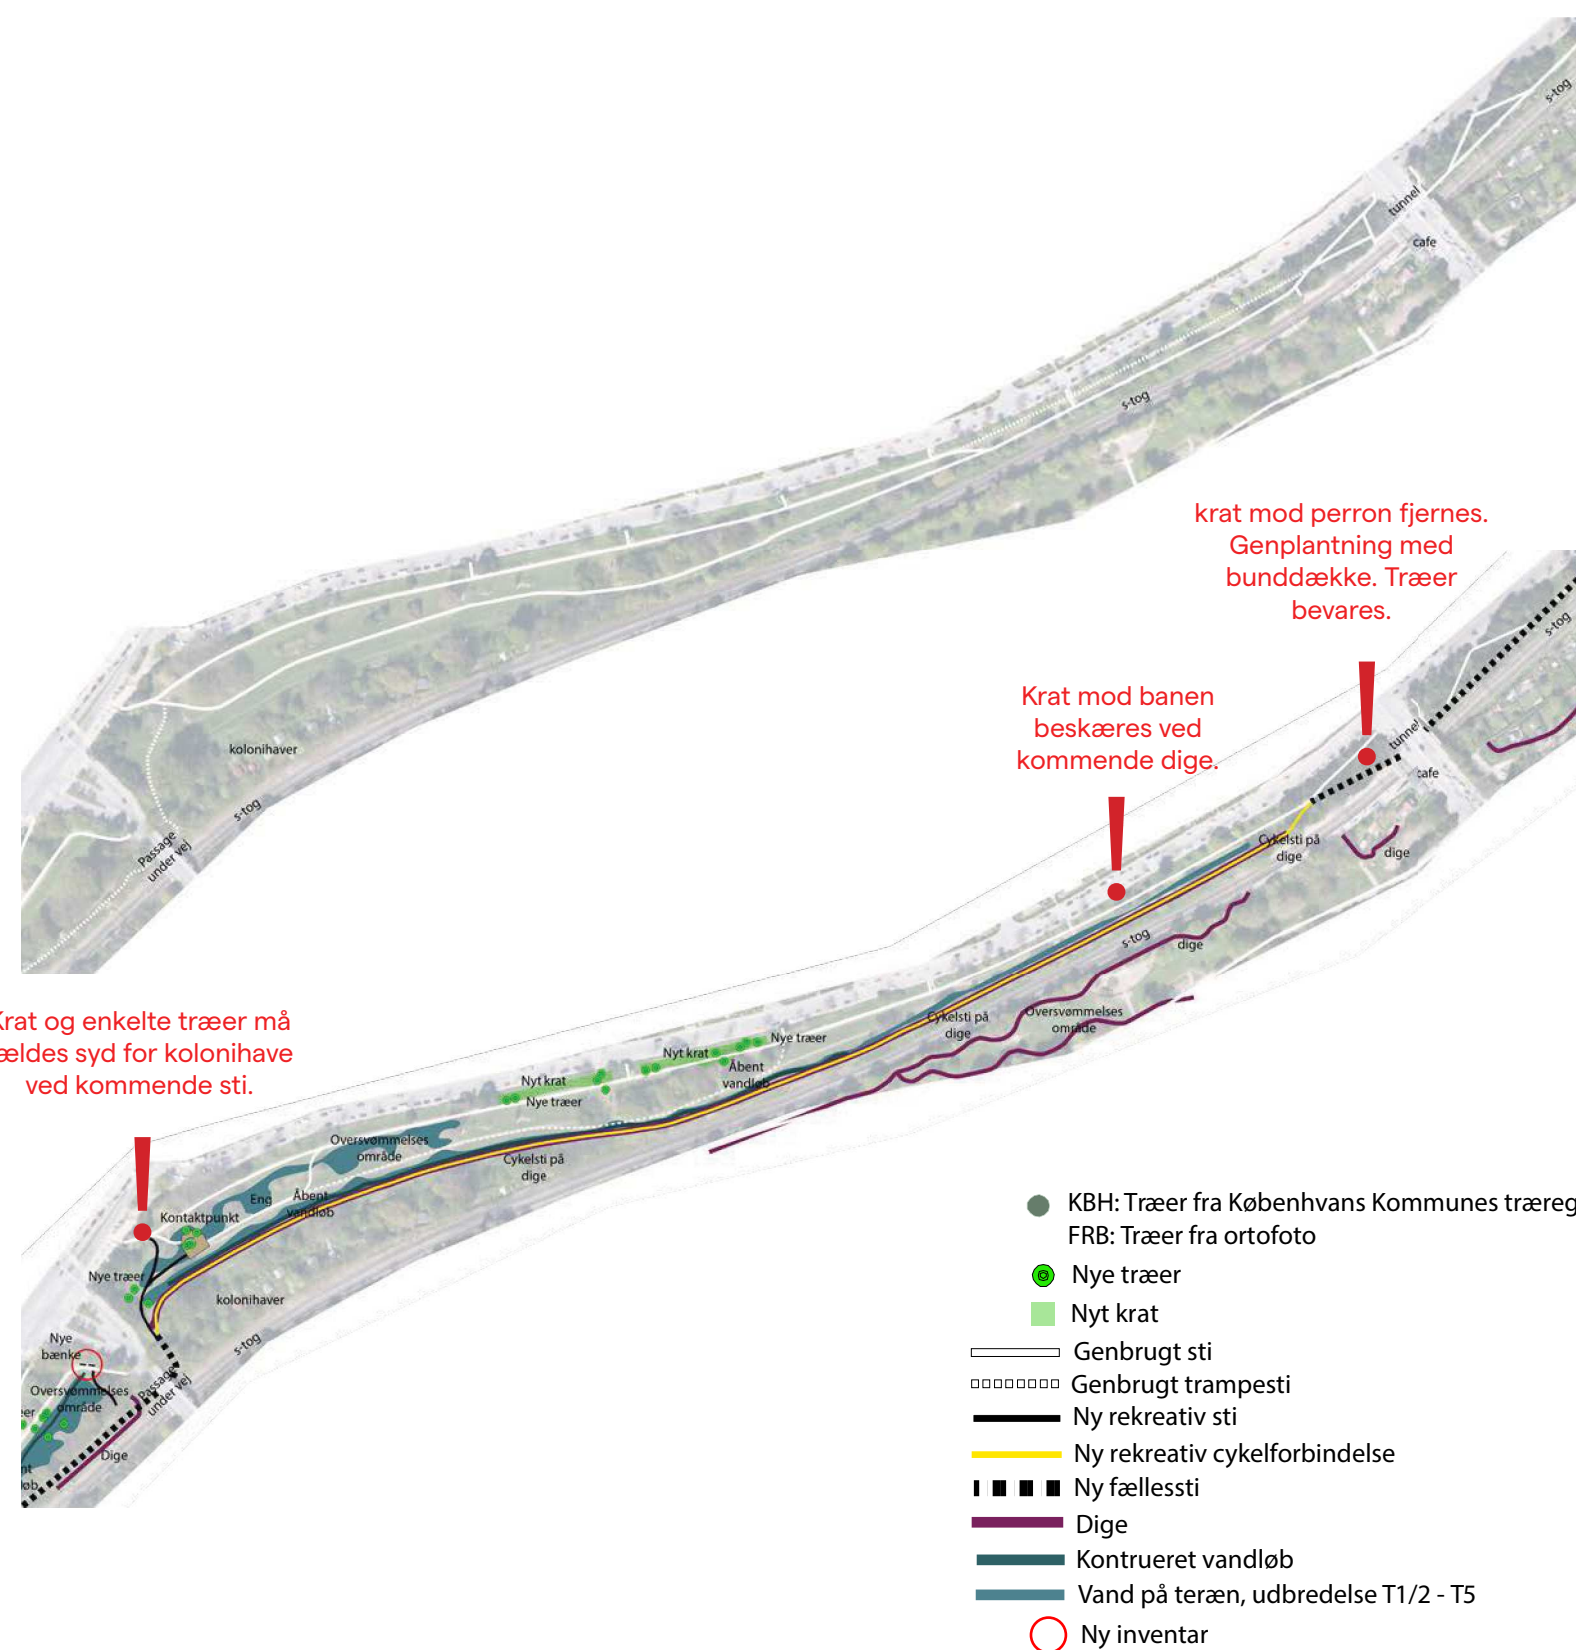 s-tog
tunnel
cafe
s-tog
kolonihaver
s-tog
Passage
under vej
krat mod perron fjernes.
Genplantning med
bunddække. Træer
bevares.
s-tog
Krat mod banen
beskæres ved
kommende dige.
tunnel
cafe
Cykelsti på
dige
dige
s-tog
dige
Cykelsti på
dige
Oversvømmelses
område
Krat og enkelte træer må
ældes syd for kolonihave
ved kommende sti.
Nye træer
Nyt krat
Åbent
vandløb
Nyt krat
Nye træer
Oversvømmelses
område
Cykelsti på
dige
Eng
Åbent
vandløb
Kontaktpunkt
Nye træer
kolonihaver
Nye
bænke
s-tog
Passage
under vej
Oversvømmelses
område
er
Dige
nt
løb
KBH: Træer fra Københvans Kommunes træreg
FRB: Træer fra ortofoto
Nye træer
Nyt krat
Genbrugt sti
Genbrugt trampesti
Ny rekreativ sti
Ny rekreativ cykelforbindelse
Ny fællessti
Dige
Kontrueret vandløb
Vand på teræn, udbredelse T1/2 - T5
Ny inventar